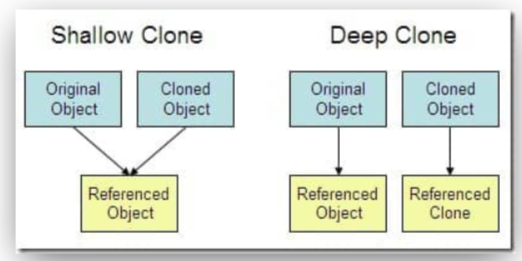 Shallow Clone
Deep Clone
Original
Object
Cloned
Object
Original
Object
Cloned
Object
Referenced
Object
Referenced
Object
Referenced
Clone